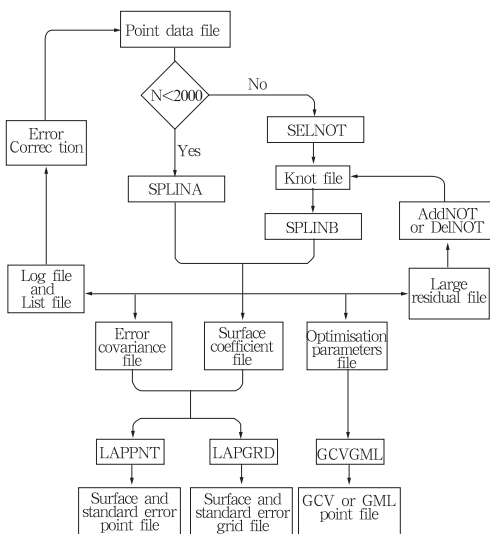 Point data file
N<2000
No
Yes
SELNOT
Error
Correc tion
Knot file
SPLINA
AddNOT
or DelNOT
SPLINB
Log file
and
List file
Large
residual file
Error
covariance
file
Surface
coefficient
file
Optimisation
parameters
file
LAPPNT
LAPGRD
GCVGML
Surface and
standard error
point file
Surface and
standard error
grid file
GCV or GML
point file